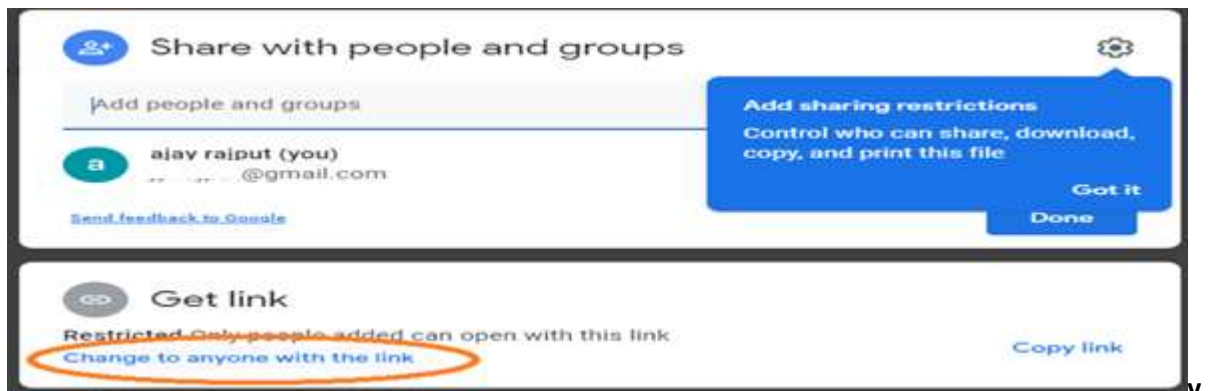 Share with people and groups
Add people and groups
Add sharing restrictions
Control who can share, download,
copy, and print this file
Got it
a
ajay rajput (you)
@gmail.com
Send feedback to Google
Done
Get link
Restricted Only people added can open with this link
Change to anyone with the link
Copy link
y